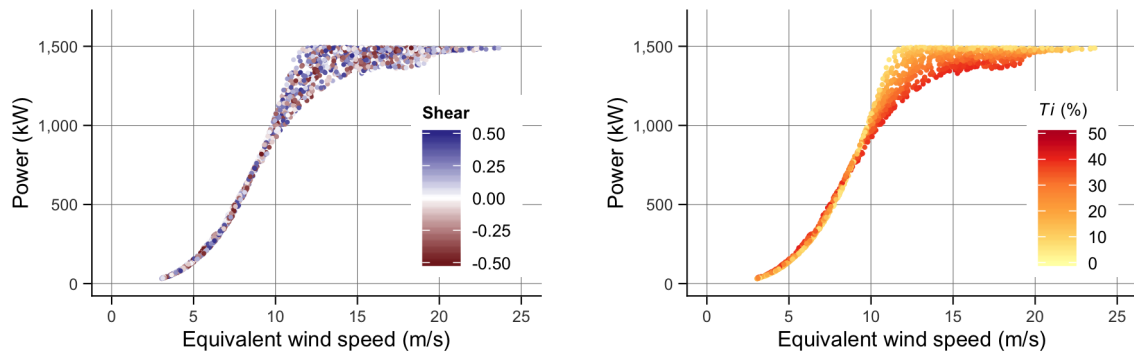 1,500
1,000
500
0
Power (kW)
Shear
0.50
0.25
0.00
-0.25
-0.50
0 5 10 15 20 25
Equivalent wind speed (m/s)
1,500
1,000
500
0
Power (kW)
Ti (%)
50
40
30
20
10
0
0 5 10 15 20 25
Equivalent wind speed (m/s)